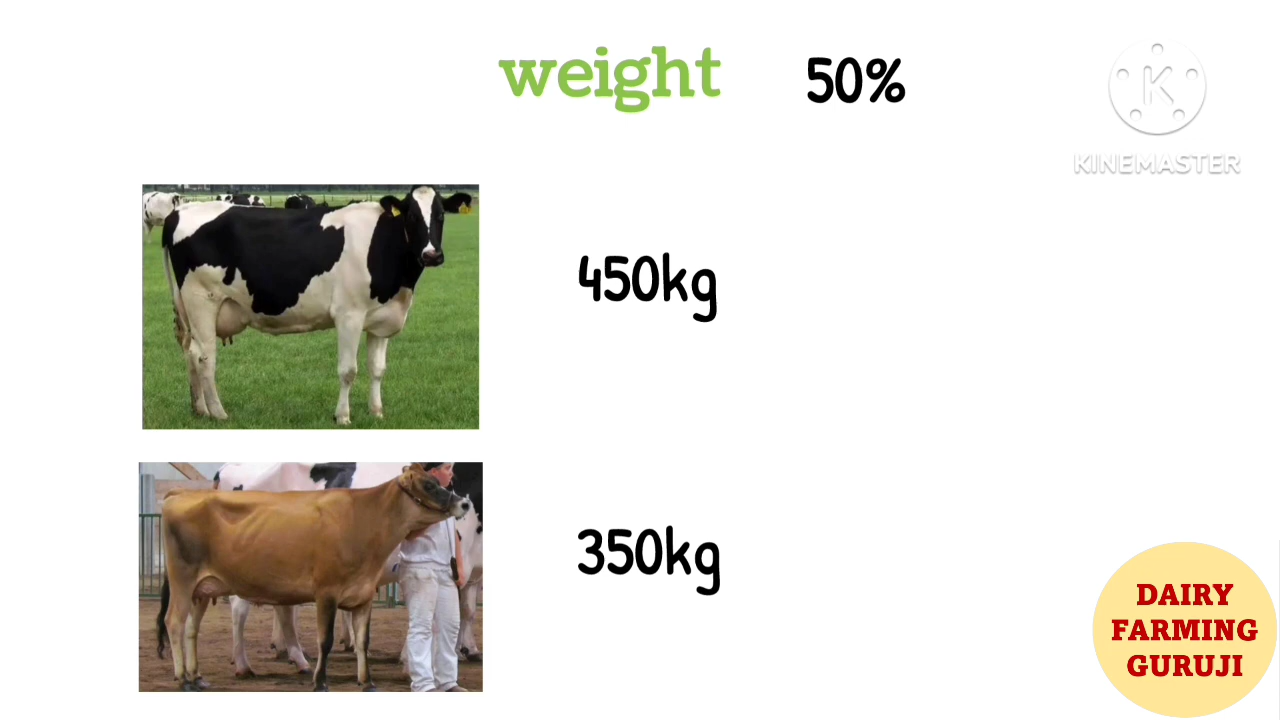 weight 50%
KINEMASTER
450kg
350kg
DAIRY
FARMING
GURUJI